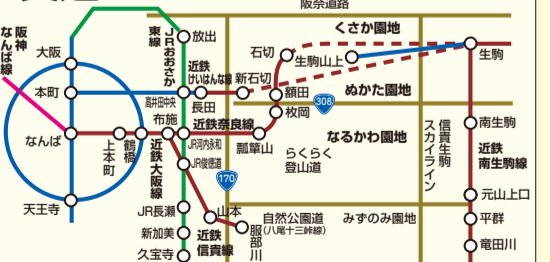 阪奈道路
くさか園地
阪神
なんば線
大阪
JRおおさか
東線
放出
石切
生駒山上
生駒
近鉄
けいはんな線
新石切
本町
高井田中央
長田
額田
ぬかた園地
308
枚岡
布施
近鉄奈良線
なるかわ園地
信貴生駒
スカイライン
南生駒
なんば
上本町
鶴橋
近鉄大阪線
JR河内永和
瓢箪山
らくらく
登山道
近鉄
南生駒線
JR俊徳道
170
元山上口
天王寺
JR長瀬
山本
自然公園道
(八尾十三峠線)
みずのみ園地
平群
新加美
近鉄
信貴線
服部川
竜田川
久宝寺